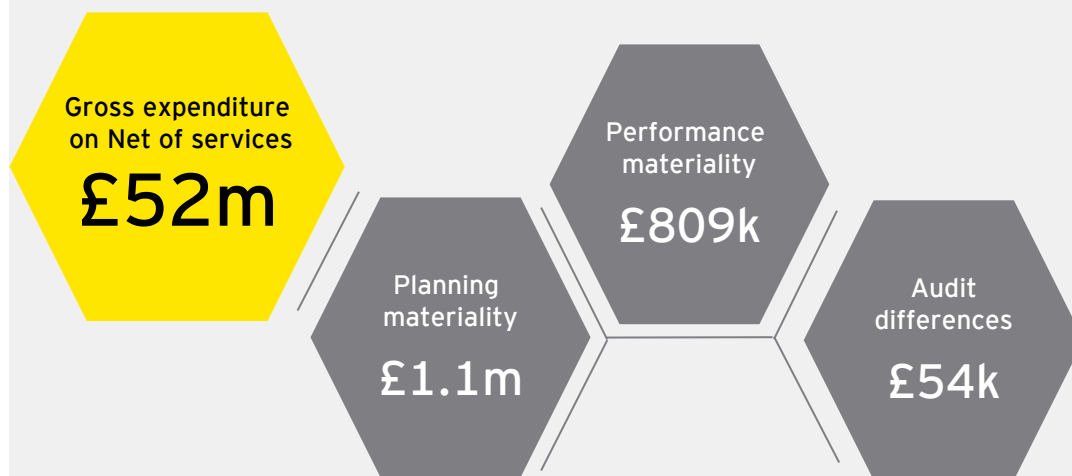 Gross expenditure
on Net of services
£52m
Planning
materiality
£1.1m
Performance
materiality
£809k
Audit
differences
£54k